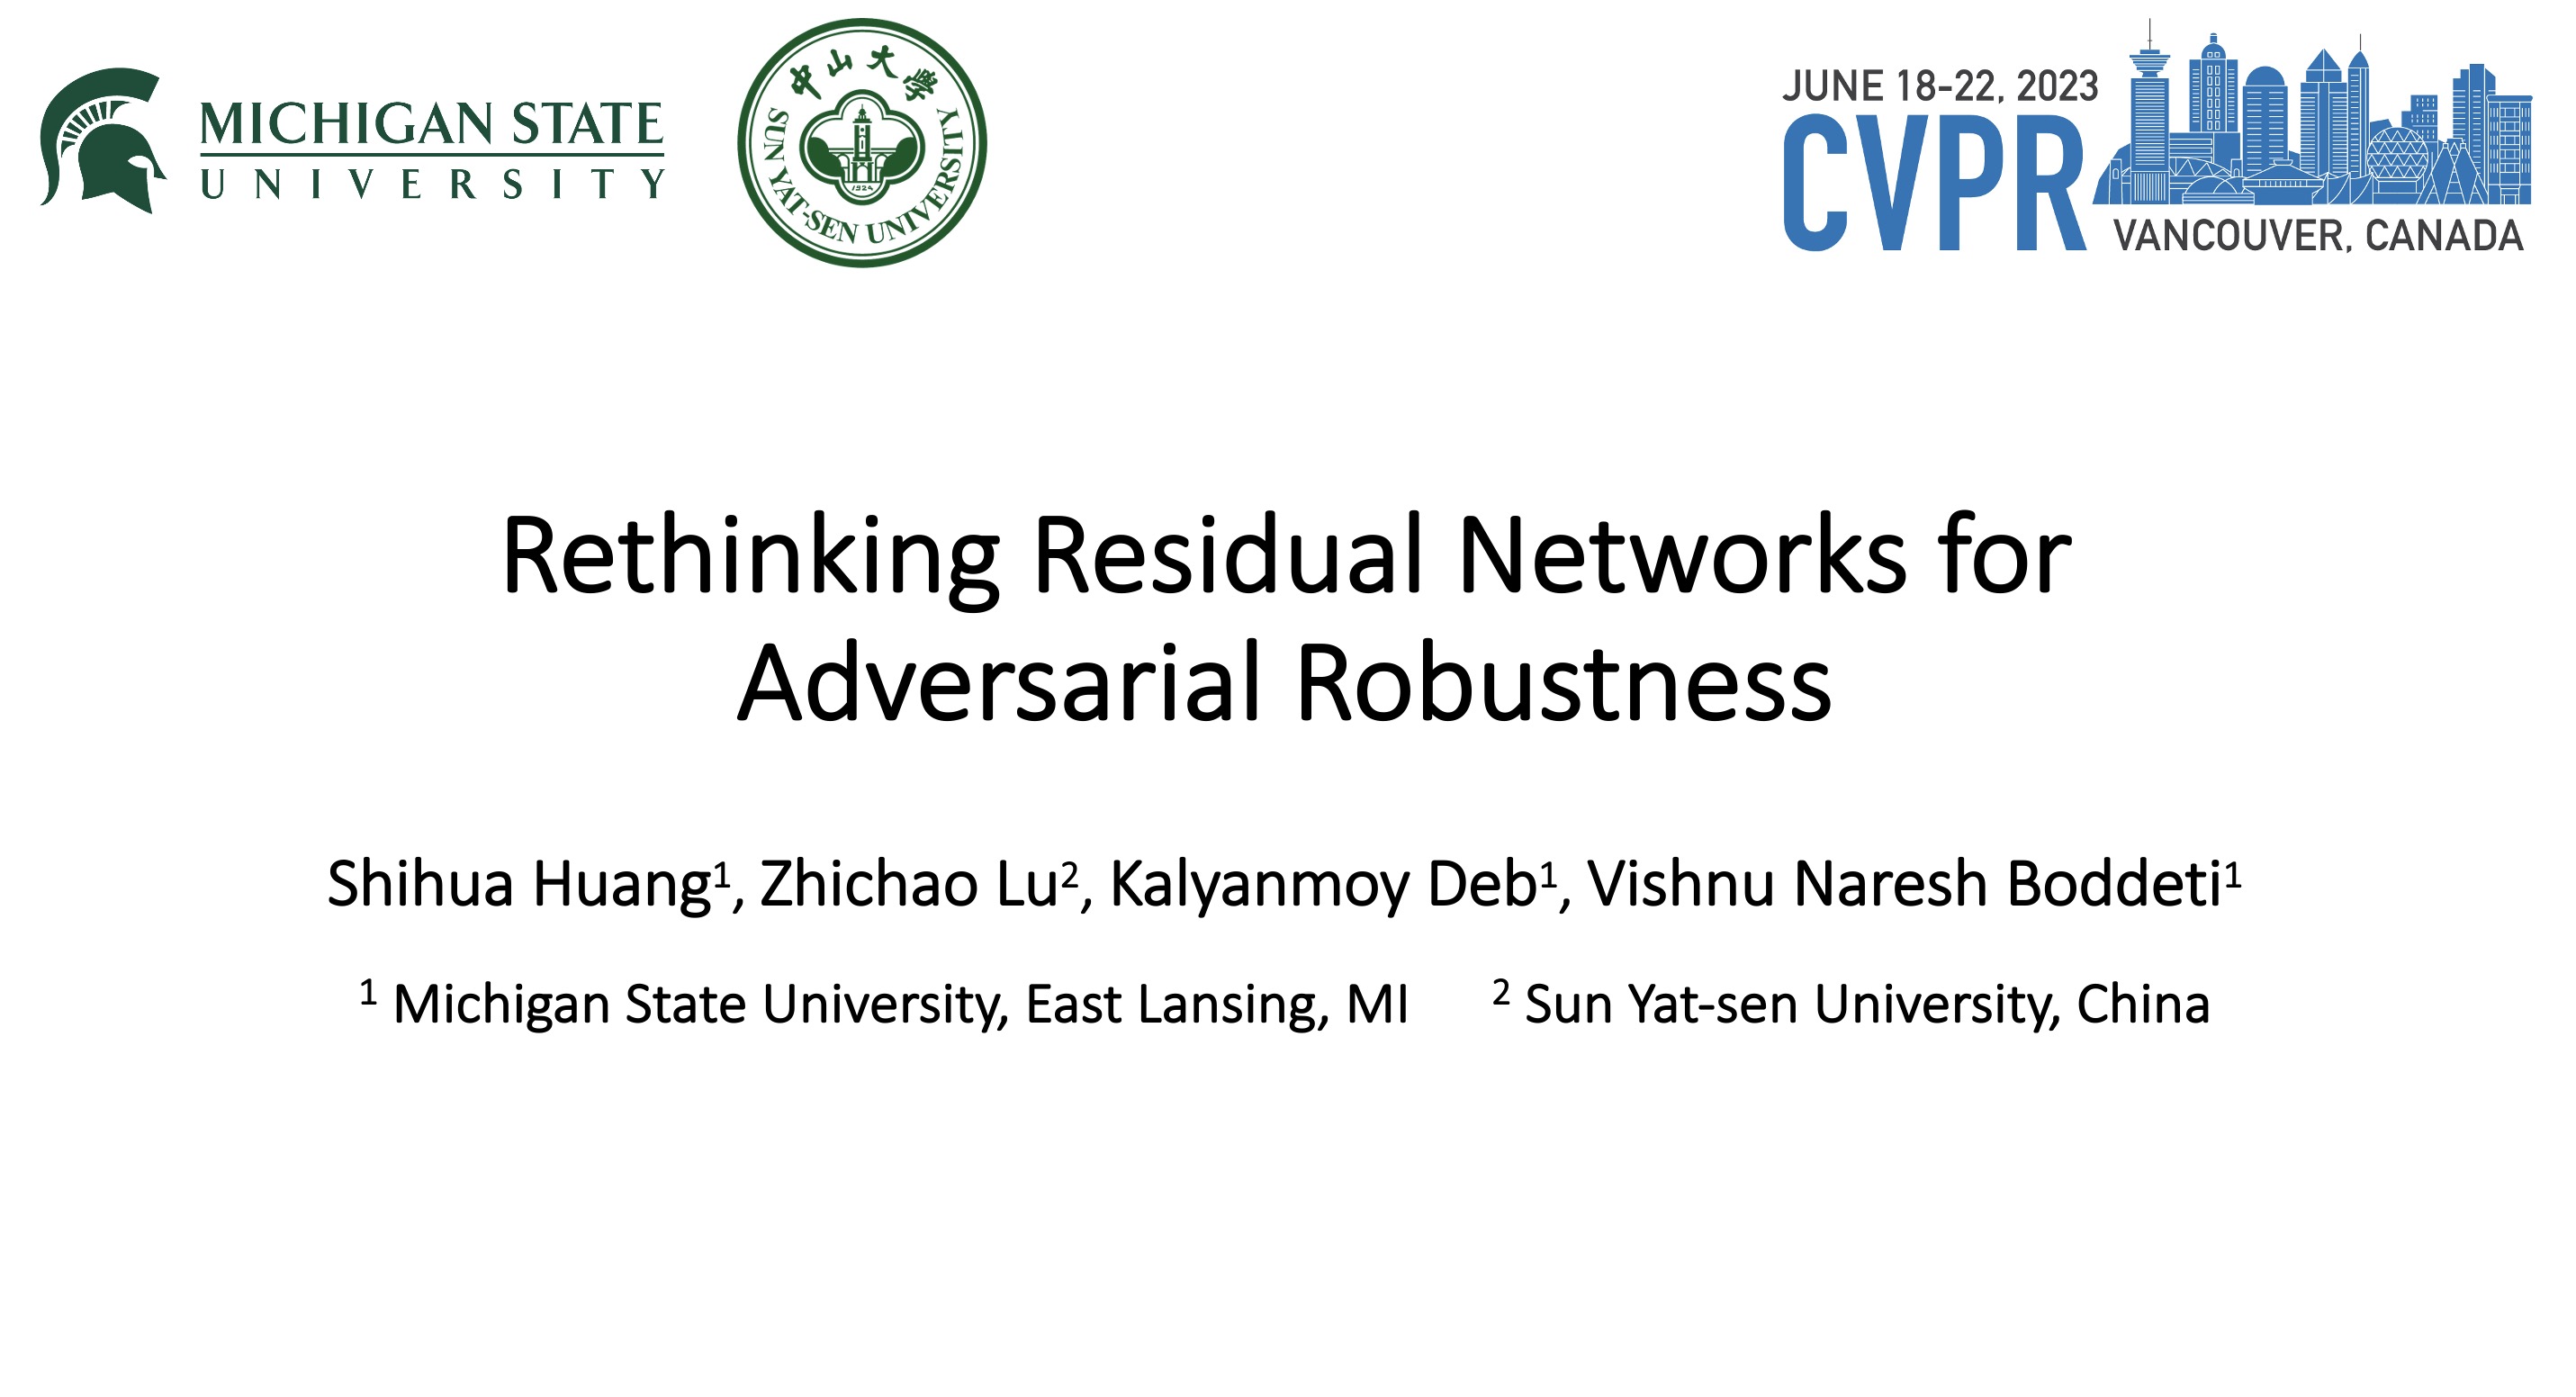 MICHIGAN STATE
UNIVERSITY
中山大學
SUN YAT-SEN UNIVERSITY
1924
JUNE 18-22, 2023
CVPR
VANCOUVER, CANADA
Rethinking Residual Networks for
Adversarial Robustness
Shihua Huang¹, Zhichao Lu², Kalyanmoy Deb¹, Vishnu Naresh Boddeti¹
¹ Michigan State University, East Lansing, MI ² Sun Yat-sen University, China